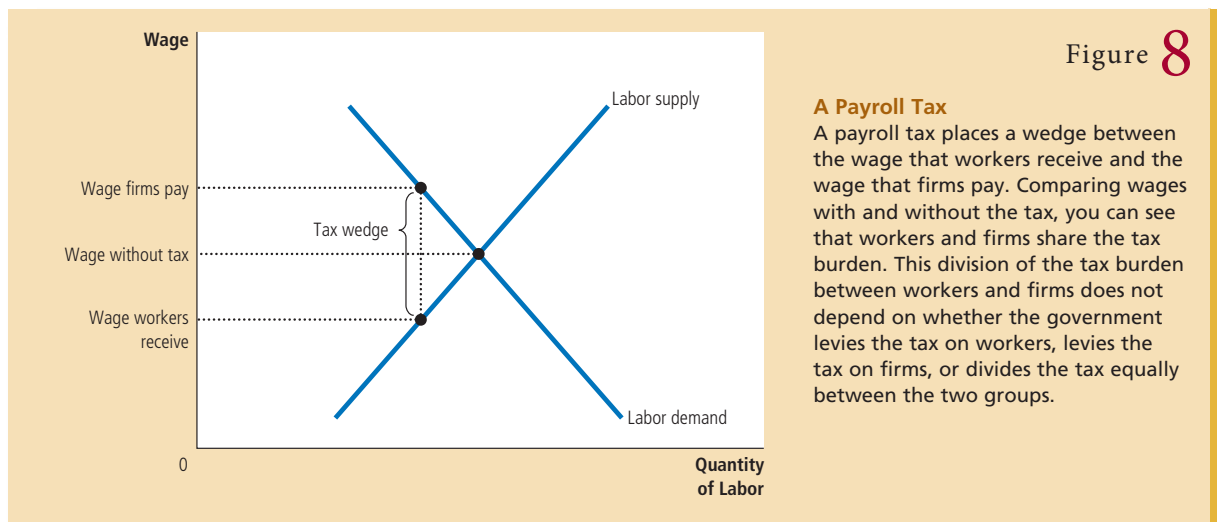 Wage
Labor supply
Wage firms pay
Tax wedge
Wage without tax
Wage workers
receive
Labor demand
0
Quantity
of Labor
Figure 8
A Payroll Tax
A payroll tax places a wedge between
the wage that workers receive and the
wage that firms pay. Comparing wages
with and without the tax, you can see
that workers and firms share the tax
burden. This division of the tax burden
between workers and firms does not
depend on whether the government
levies the tax on workers, levies the
tax on firms, or divides the tax equally
between the two groups.